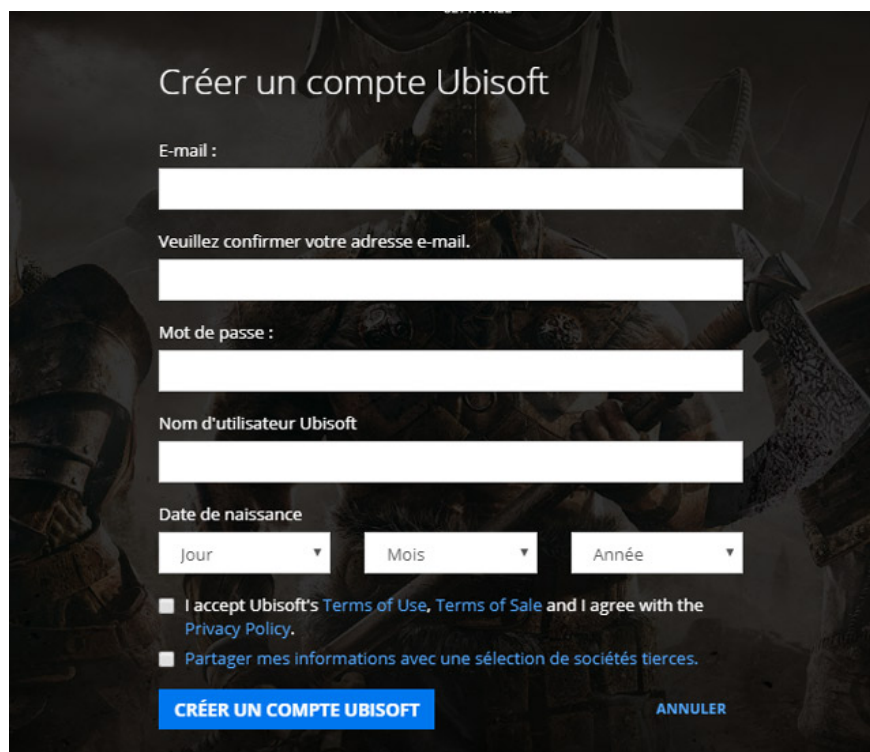 Créer un compte Ubisoft
E-mail :
Veuillez confirmer votre adresse e-mail.
Mot de passe :
Nom d'utilisateur Ubisoft
Date de naissance
Jour Mois Année
I accept Ubisoft's Terms of Use, Terms of Sale and I agree with the
Privacy Policy.
Partager mes informations avec une sélection de sociétés tierces.
CRÉER UN COMPTE UBISOFT ANNULER